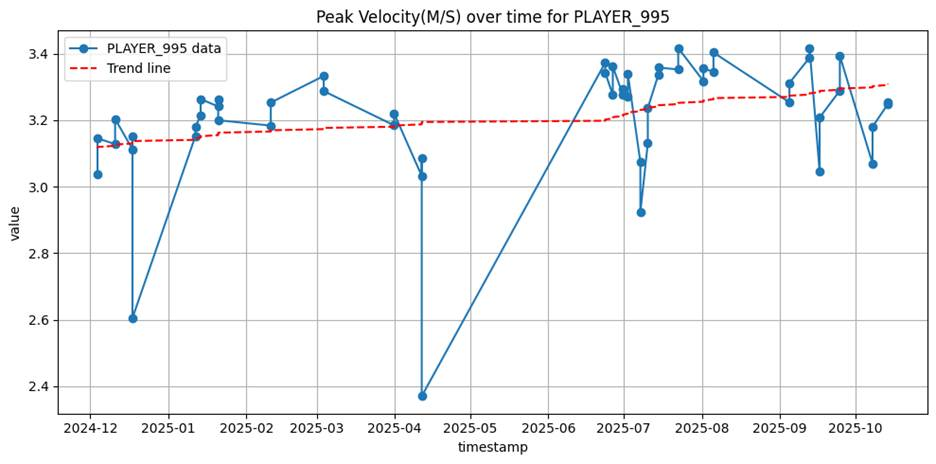 Peak Velocity(M/S) over time for PLAYER_995
PLAYER_995 data
Trend line
3.4
3.2
3.0
2.8
2.6
2.4
value
2024-12 2025-01 2025-02 2025-03 2025-04 2025-05 2025-06 2025-07 2025-08 2025-09 2025-10
timestamp